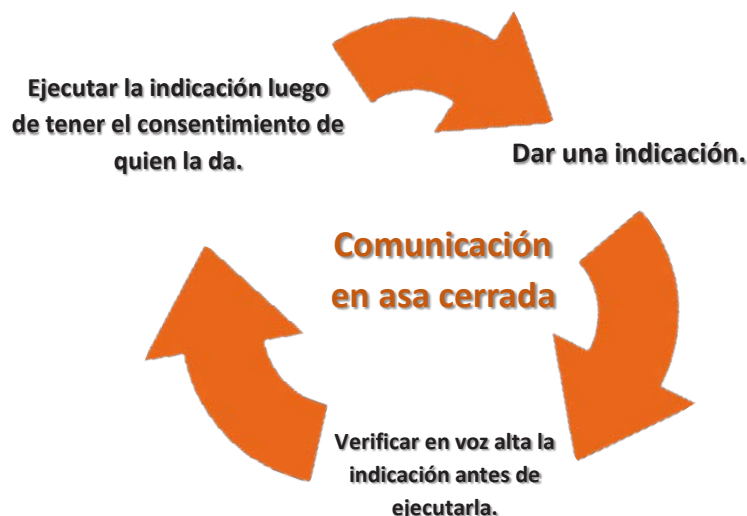 Ejecutar la indicación luego
de tener el consentimiento de
quien la da.
Dar una indicación.
Comunicación
en asa cerrada
Verificar en voz alta la
indicación antes de
ejecutarla.